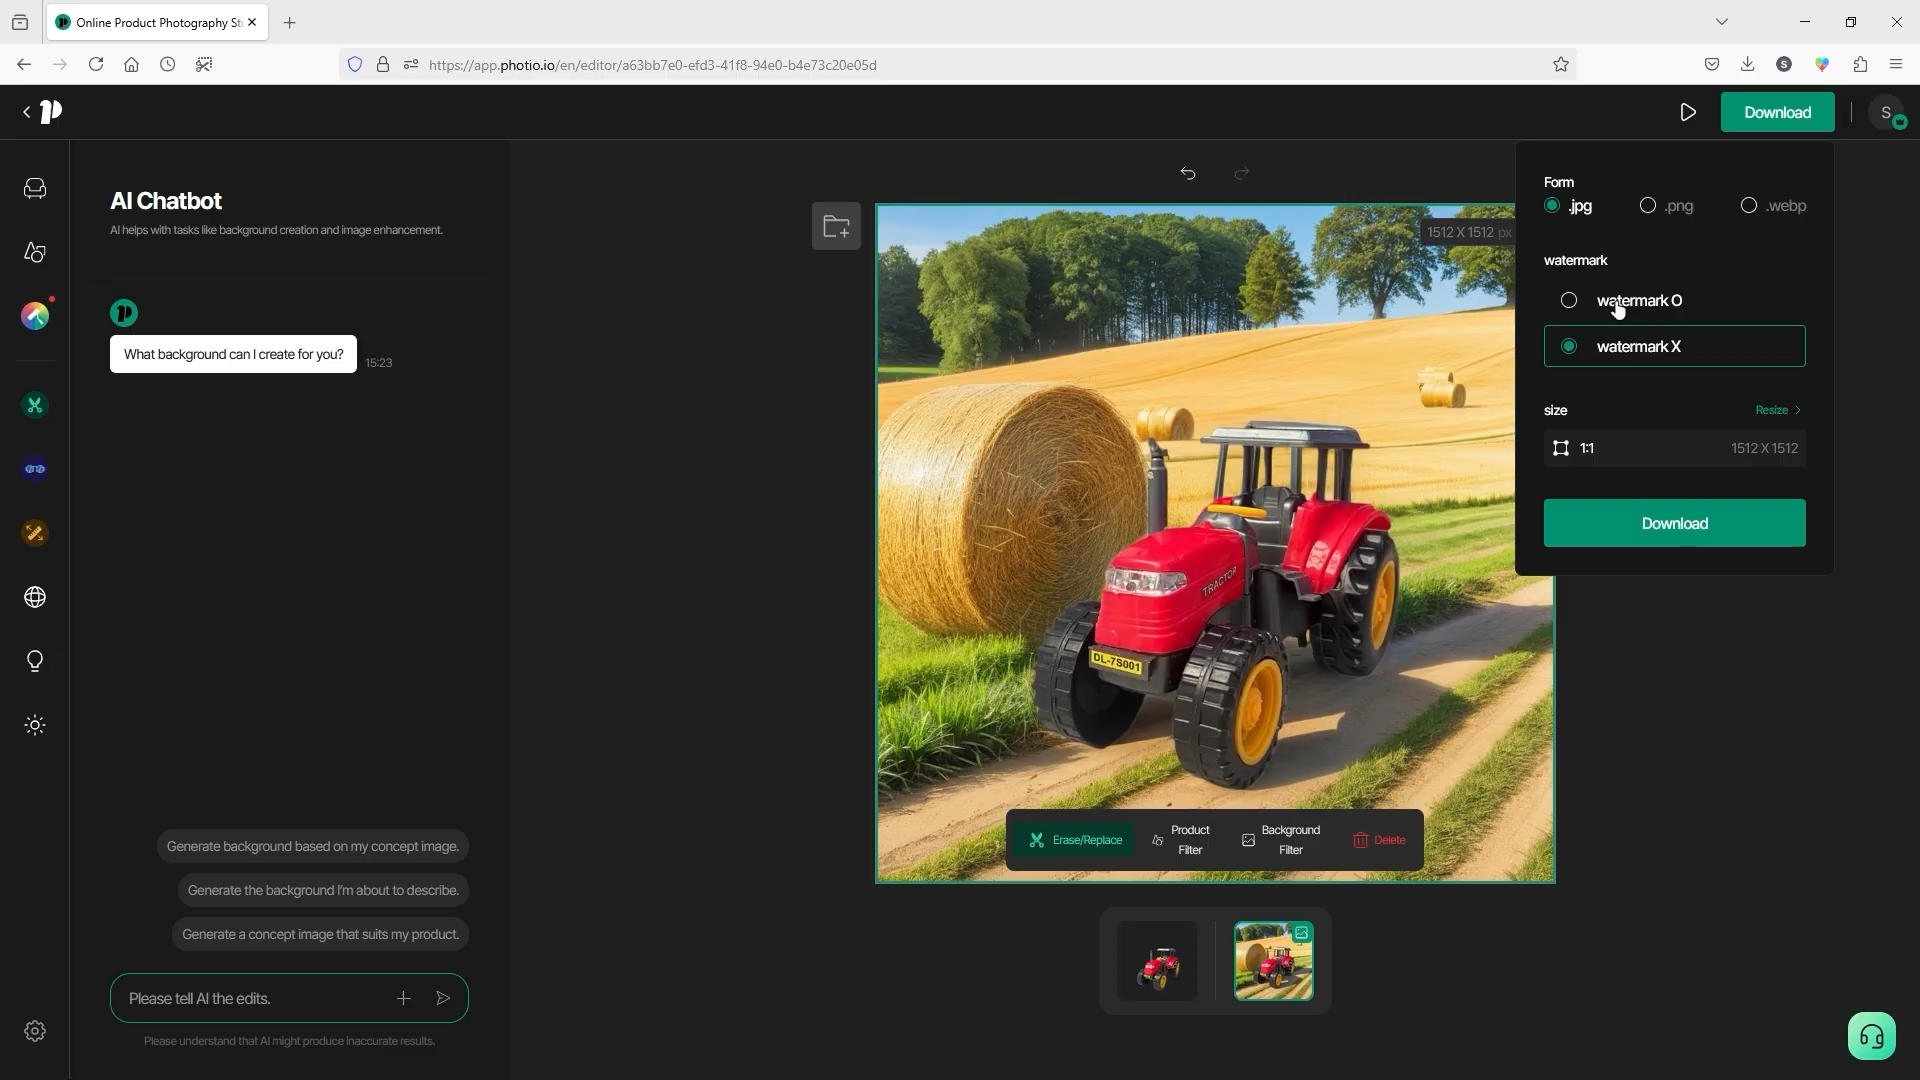 Online Product Photography St
https://app.photio.io/en/editor/a63bb7e0-efd3-41f8-94e0-b4e73c20e05d
S
Download
S
AI Chatbot
AI helps with tasks like background creation and image enhancement.
What background can I create for you?
15:23
Generate background based on my concept image.
Generate the background I'm about to describe.
Generate a concept image that suits my product.
Please tell AI the edits.
Please understand that AI might produce inaccurate results.
1512 X 1512 px
TRACTOR
DL-7S001
Erase/Replace
Product
Filter
Background
Filter
Delete
Form
.jpg
.png
.webp
watermark
watermark O
watermark X
size
Resize
1:1
1512 X 1512
Download